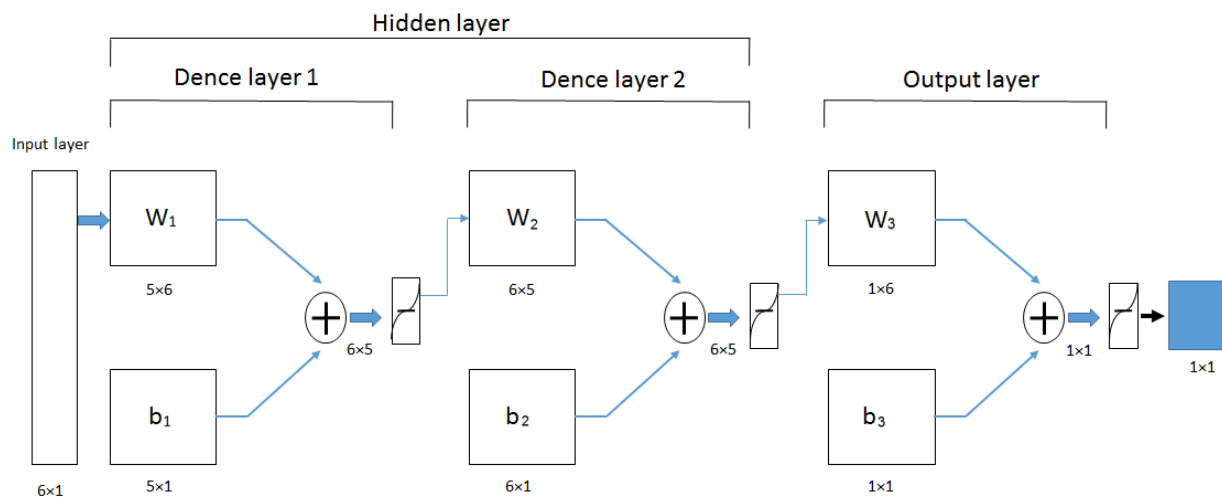 Hidden layer
Dence layer 1
Dence layer 2
Output layer
Input layer
W₁
W₂
W₃
5×6
6×5
1×6
6×5
6×5
1×1
1×1
b₁
b₂
b₃
6×1
5×1
6×1
1×1